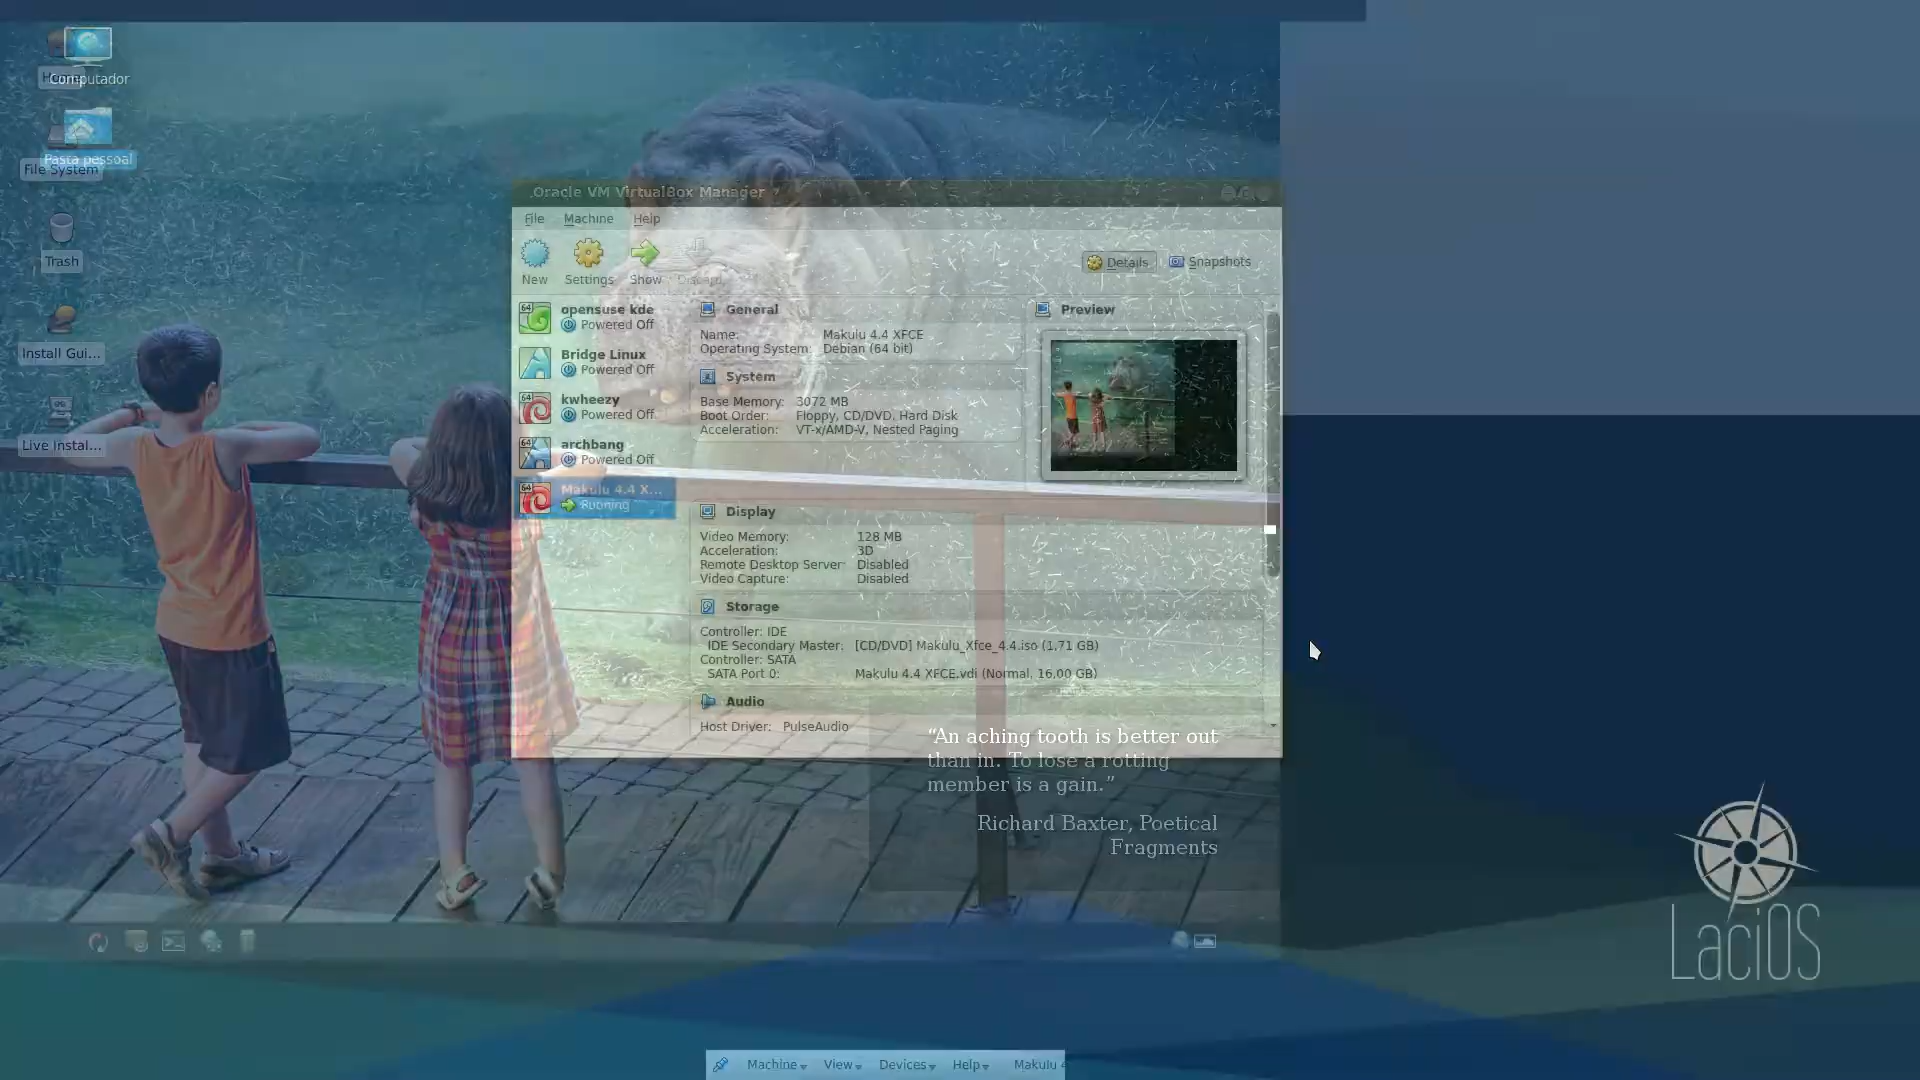 Computador
Pasta pessoal
File System
Trash
Install Gui...
Live Instal...
Oracle VM VirtualBox Manager
File Machine Help
New Settings Show Discard
Details Snapshots
opensuse kde
Powered Off
Bridge Linux
Powered Off
kwheezy
Powered Off
archbang
Powered Off
Makulu 4.4 X...
Running
General
Name: Makulu 4.4 XFCE
Operating System: Debian (64 bit)
System
Base Memory: 3072 MB
Boot Order: Floppy, CD/DVD, Hard Disk
Acceleration: VT-x/AMD-V, Nested Paging
Preview
Display
Video Memory: 128 MB
Acceleration: 3D
Remote Desktop Server: Disabled
Video Capture: Disabled
Storage
Controller: IDE
IDE Secondary Master: [CD/DVD] Makulu_Xfce_4.4.iso (1,71 GB)
Controller: SATA
SATA Port 0: Makulu 4.4 XFCE.vdi (Normal, 16,00 GB)
Audio
Host Driver: PulseAudio
“An aching tooth is better out
than in. To lose a rotting
member is a gain.”
Richard Baxter, Poetical
Fragments
LaciOS
Machine View Devices Help Makulu 4